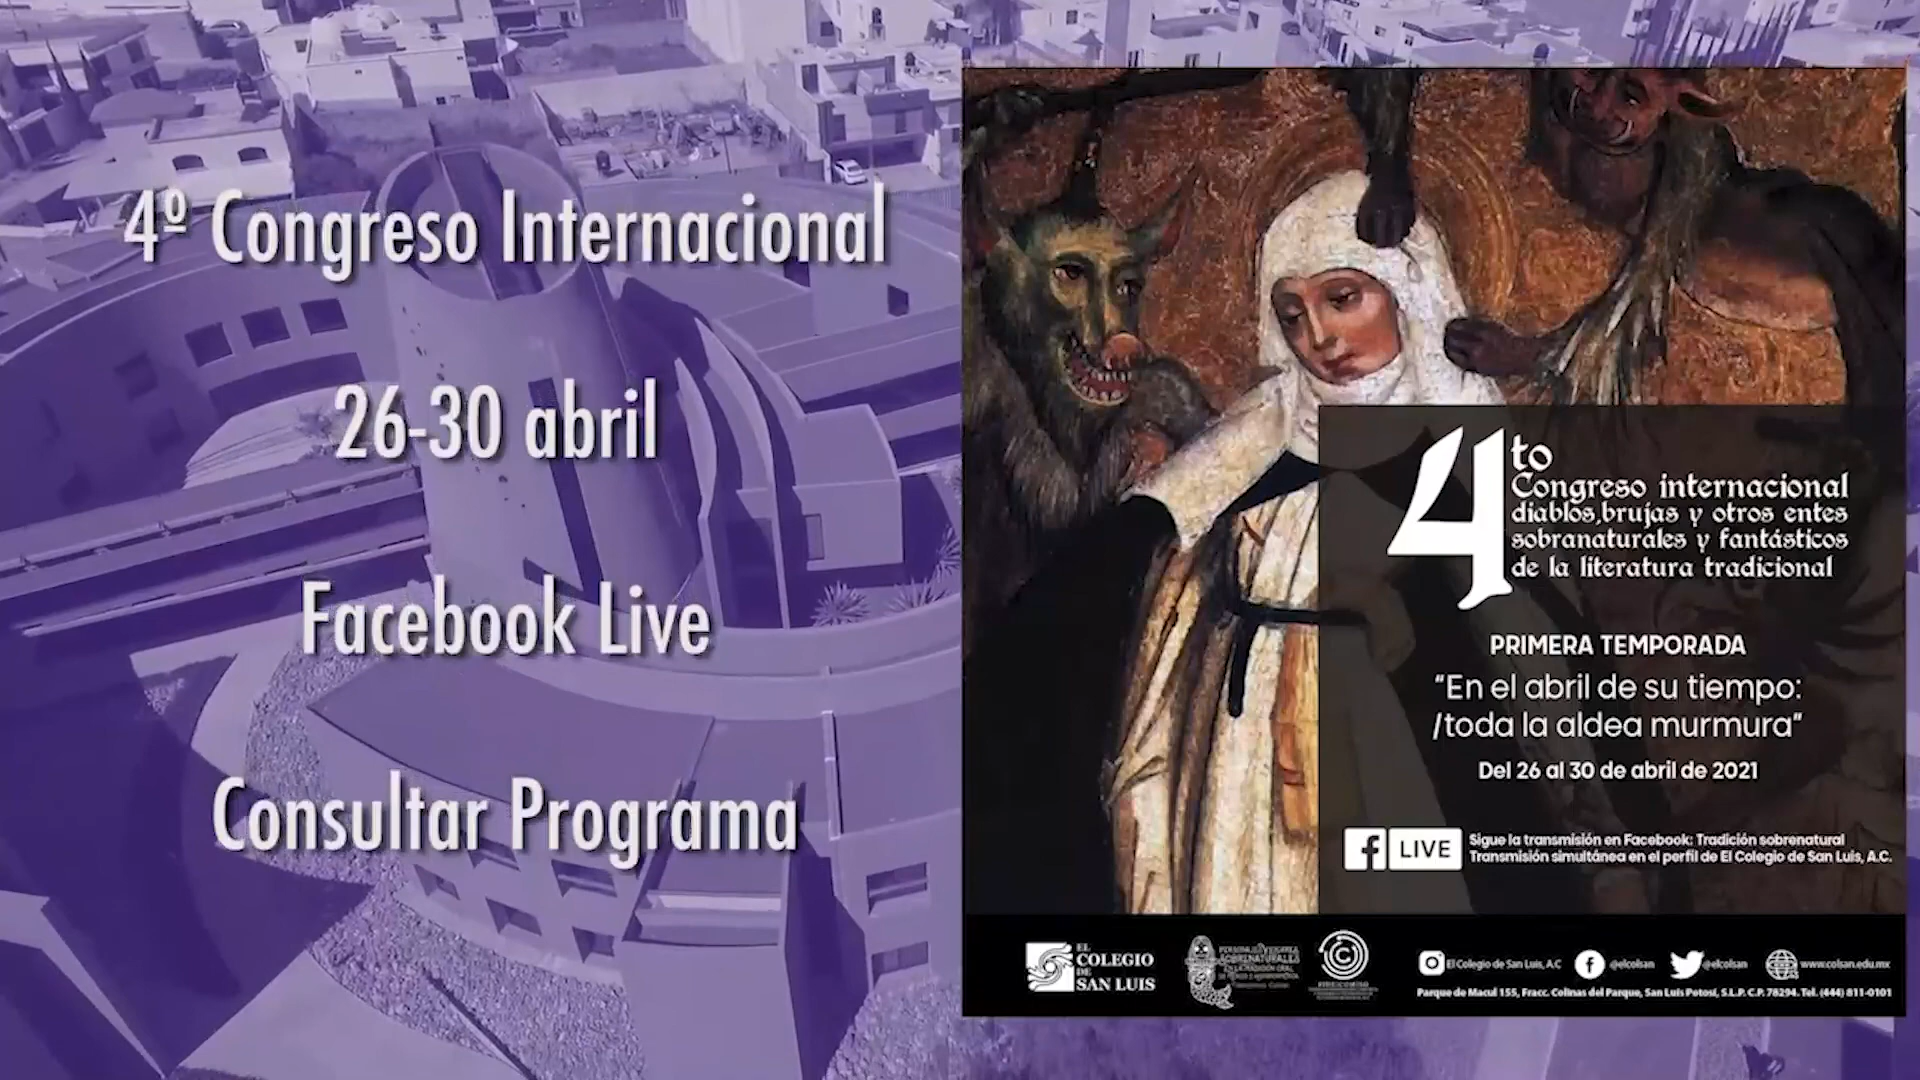 4º Congreso Internacional
26-30 abril
Facebook Live
Consultar Programa
4to
Congreso internacional
diablos, brujas y otros entes
sobranaturales y fantásticos
de la literatura tradicional
PRIMERA TEMPORADA
“En el abril de su tiempo:
/toda la aldea murmura”
Del 26 al 30 de abril de 2021
f LIVE
Sigue la transmisión en Facebook: Tradición sobrenatural
Transmisión simultánea en el perfil de El Colegio de San Luis, A.C.
EL
COLEGIO
DE
SAN LUIS
El Colegio de San Luis, A.C
@elcolsan
@elcolsan
www.colsan.edu.mx
Parque de Macul 155, Fracc. Colinas del Parque, San Luis Potosí, S.L.P. C.P. 78294. Tel. (444) 811-0101